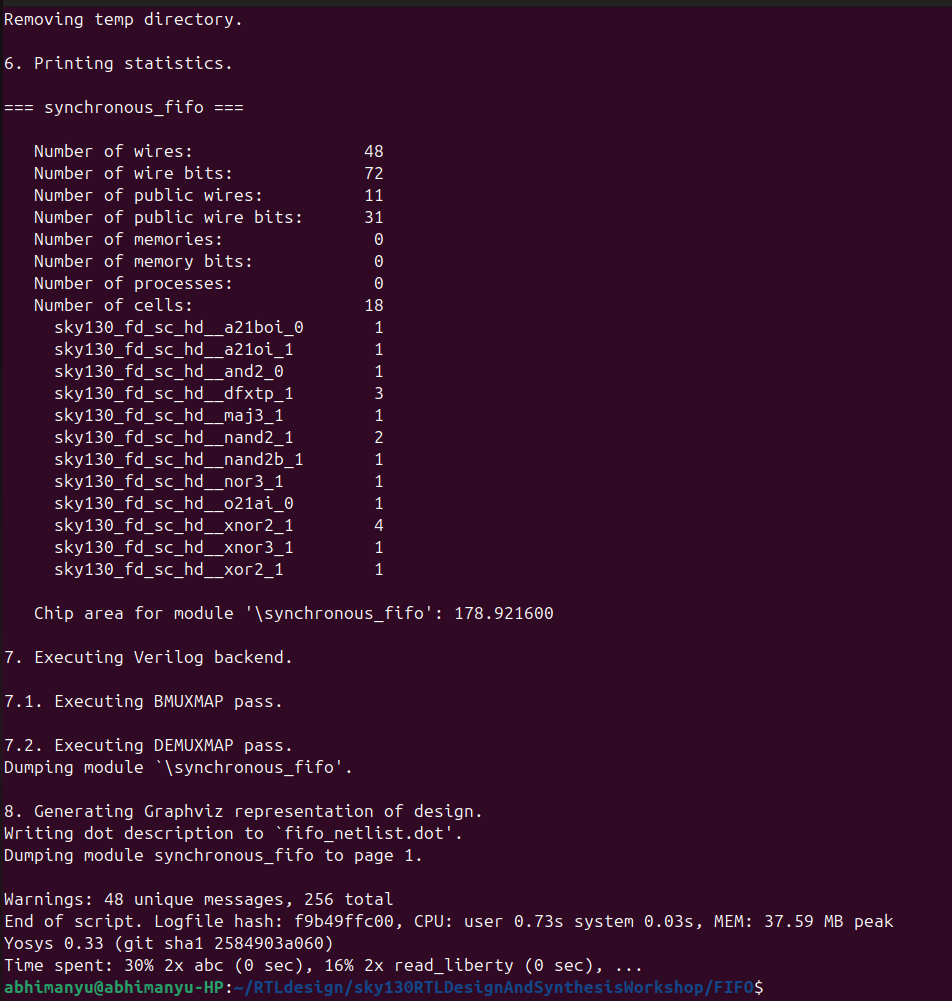 Removing temp directory.
6. Printing statistics.
=== synchronous_fifo ===
Number of wires: 48
Number of wire bits: 72
Number of public wires: 11
Number of public wire bits: 31
Number of memories: 0
Number of memory bits: 0
Number of processes: 0
Number of cells: 18
sky130_fd_sc_hd__a21boi_0 1
sky130_fd_sc_hd__a21oi_1 1
sky130_fd_sc_hd__and2_0 1
sky130_fd_sc_hd__dfxtp_1 3
sky130_fd_sc_hd__maj3_1 1
sky130_fd_sc_hd__nand2_1 2
sky130_fd_sc_hd__nand2b_1 1
sky130_fd_sc_hd__nor3_1 1
sky130_fd_sc_hd__o21ai_0 1
sky130_fd_sc_hd__xnor2_1 4
sky130_fd_sc_hd__xnor3_1 1
sky130_fd_sc_hd__xor2_1 1
Chip area for module '\synchronous_fifo': 178.921600
7. Executing Verilog backend.
7.1. Executing BMUXMAP pass.
7.2. Executing DEMUXMAP pass.
Dumping module `\synchronous_fifo'.
8. Generating Graphviz representation of design.
Writing dot description to `fifo_netlist.dot'.
Dumping module synchronous_fifo to page 1.
Warnings: 48 unique messages, 256 total
End of script. Logfile hash: f9b49ffc00, CPU: user 0.73s system 0.03s, MEM: 37.59 MB peak
Yosys 0.33 (git sha1 2584903a060)
Time spent: 30% 2x abc (0 sec), 16% 2x read_liberty (0 sec), ...
abhimanyu@abhimanyu-HP:~/RTLdesign/sky130RTLDesignAndSynthesisWorkshop/FIFO$